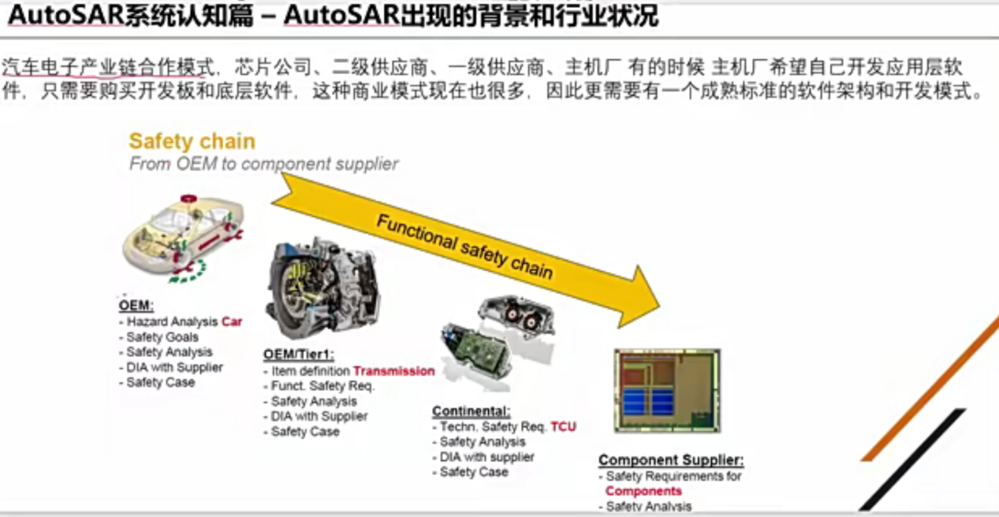 AutoSAR系统认知篇 – AutoSAR出现的背景和行业状况
汽车电子产业链合作模式，芯片公司、二级供应商、一级供应商、主机厂 有的时候 主机厂希望自己开发应用层软
件，只需要购买开发板和底层软件，这种商业模式现在也很多，因此更需要有一个成熟标准的软件架构和开发模式。
Safety chain
From OEM to component supplier
Functional safety chain
OEM:
- Hazard Analysis Car
- Safety Goals
- Safety Analysis
- DIA with Supplier
- Safety Case
OEM/Tier1:
- Item definition Transmission
- Funct. Safety Req.
- Safety Analysis
- DIA with Supplier
- Safety Case
Continental:
- Techn. Safety Req. TCU
- Safety Analysis
- DIA with supplier
- Safety Case
Component Supplier:
- Safety Requirements for
Components
- Safety Analysis